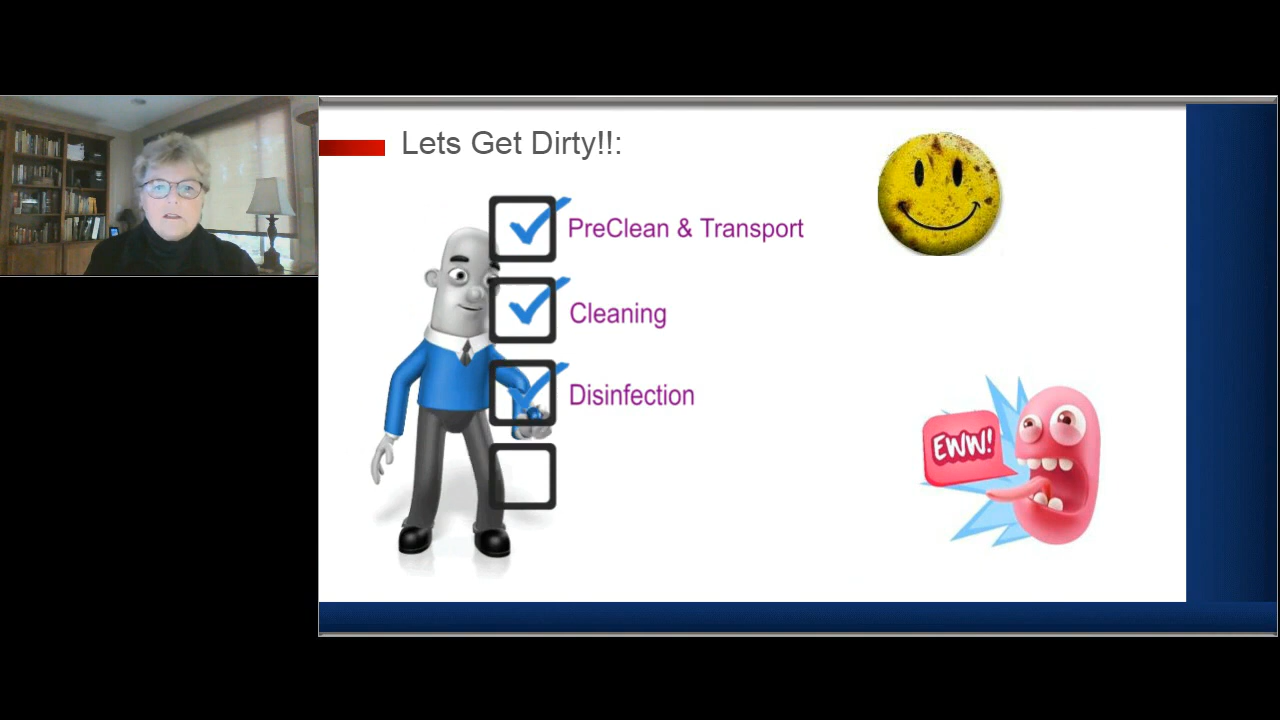 Lets Get Dirty!!:
PreClean & Transport
Cleaning
Disinfection
EWW!